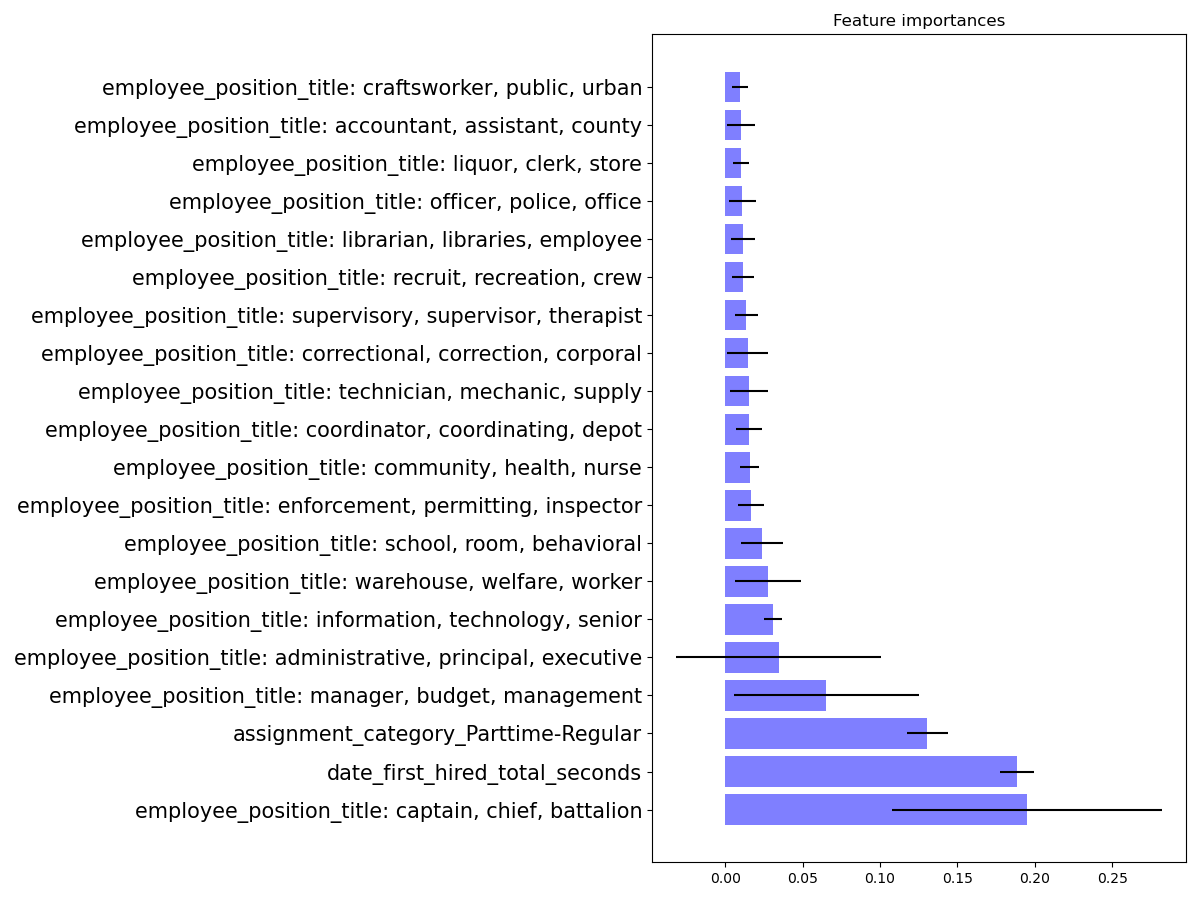 Feature importances
employee_position_title: craftsworker, public, urban
employee_position_title: accountant, assistant, county
employee_position_title: liquor, clerk, store
employee_position_title: officer, police, office
employee_position_title: librarian, libraries, employee
employee_position_title: recruit, recreation, crew
employee_position_title: supervisory, supervisor, therapist
employee_position_title: correctional, correction, corporal
employee_position_title: technician, mechanic, supply
employee_position_title: coordinator, coordinating, depot
employee_position_title: community, health, nurse
employee_position_title: enforcement, permitting, inspector
employee_position_title: school, room, behavioral
employee_position_title: warehouse, welfare, worker
employee_position_title: information, technology, senior
employee_position_title: administrative, principal, executive
employee_position_title: manager, budget, management
assignment_category_Parttime-Regular
date_first_hired_total_seconds
employee_position_title: captain, chief, battalion
0.00 0.05 0.10 0.15 0.20 0.25